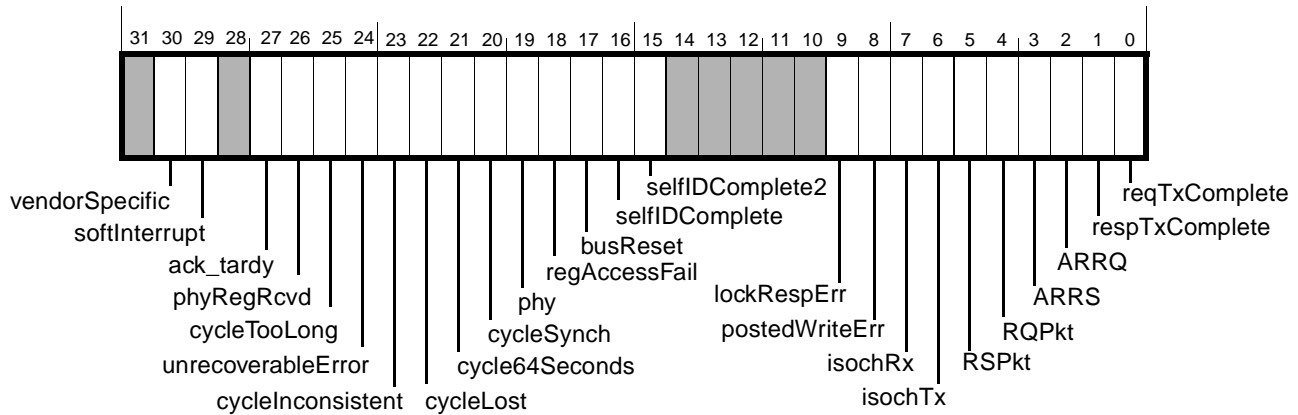 31 30 29 28 27 26 25 24 23 22 21 20 19 18 17 16 15 14 13 12 11 10 9 8 7 6 5 4 3 2 1 0
vendorSpecific
softInterrupt
ack_tardy
phyRegRcvd
cycleTooLong
unrecoverableError
cycleInconsistent
cycleLost
cycle64Seconds
cycleSynch
phy
regAccessFail
busReset
selfIDComplete
selfIDComplete2
lockRespErr
postedWriteErr
isochRx
isochTx
RSPkt
RQPkt
ARRS
ARRQ
respTxComplete
reqTxComplete